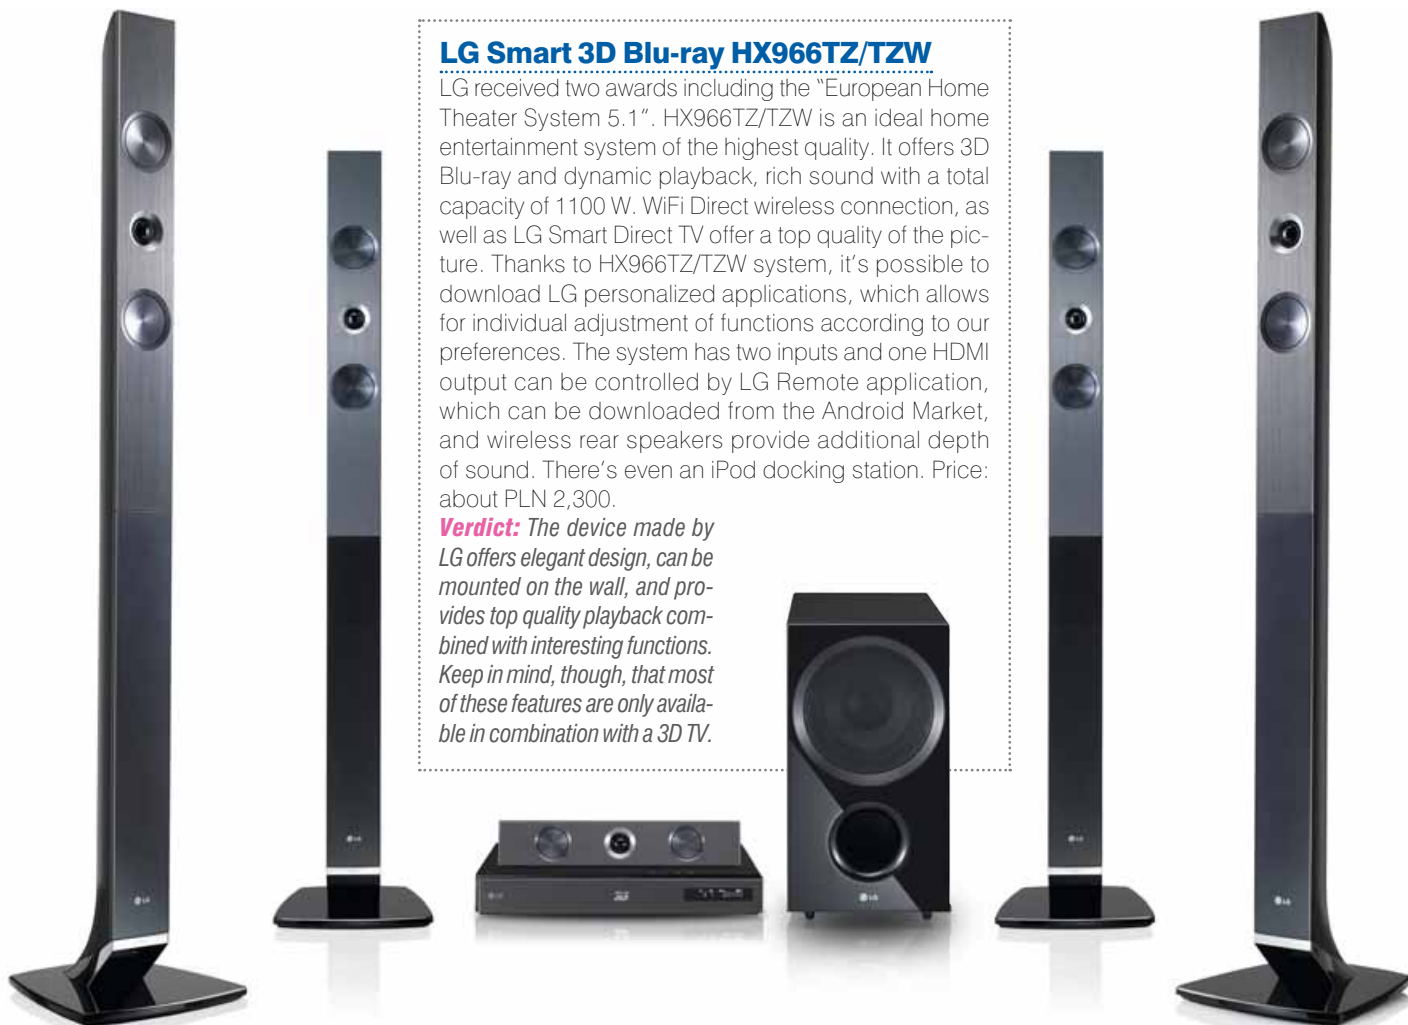 LG Smart 3D Blu-ray HX966TZ/TZW
LG received two awards including the “European Home
Theater System 5.1”. HX966TZ/TZW is an ideal home
entertainment system of the highest quality. It offers 3D
Blu-ray and dynamic playback, rich sound with a total
capacity of 1100 W. WiFi Direct wireless connection, as
well as LG Smart Direct TV offer a top quality of the pic-
ture. Thanks to HX966TZ/TZW system, it’s possible to
download LG personalized applications, which allows
for individual adjustment of functions according to our
preferences. The system has two inputs and one HDMI
output can be controlled by LG Remote application,
which can be downloaded from the Android Market,
and wireless rear speakers provide additional depth
of sound. There’s even an iPod docking station. Price:
about PLN 2,300.
Verdict: The device made by
LG offers elegant design, can be
mounted on the wall, and pro-
vides top quality playback com-
bined with interesting functions.
Keep in mind, though, that most
of these features are only availa-
ble in combination with a 3D TV.
LG
LG
LG
3D
LG
LG
LG